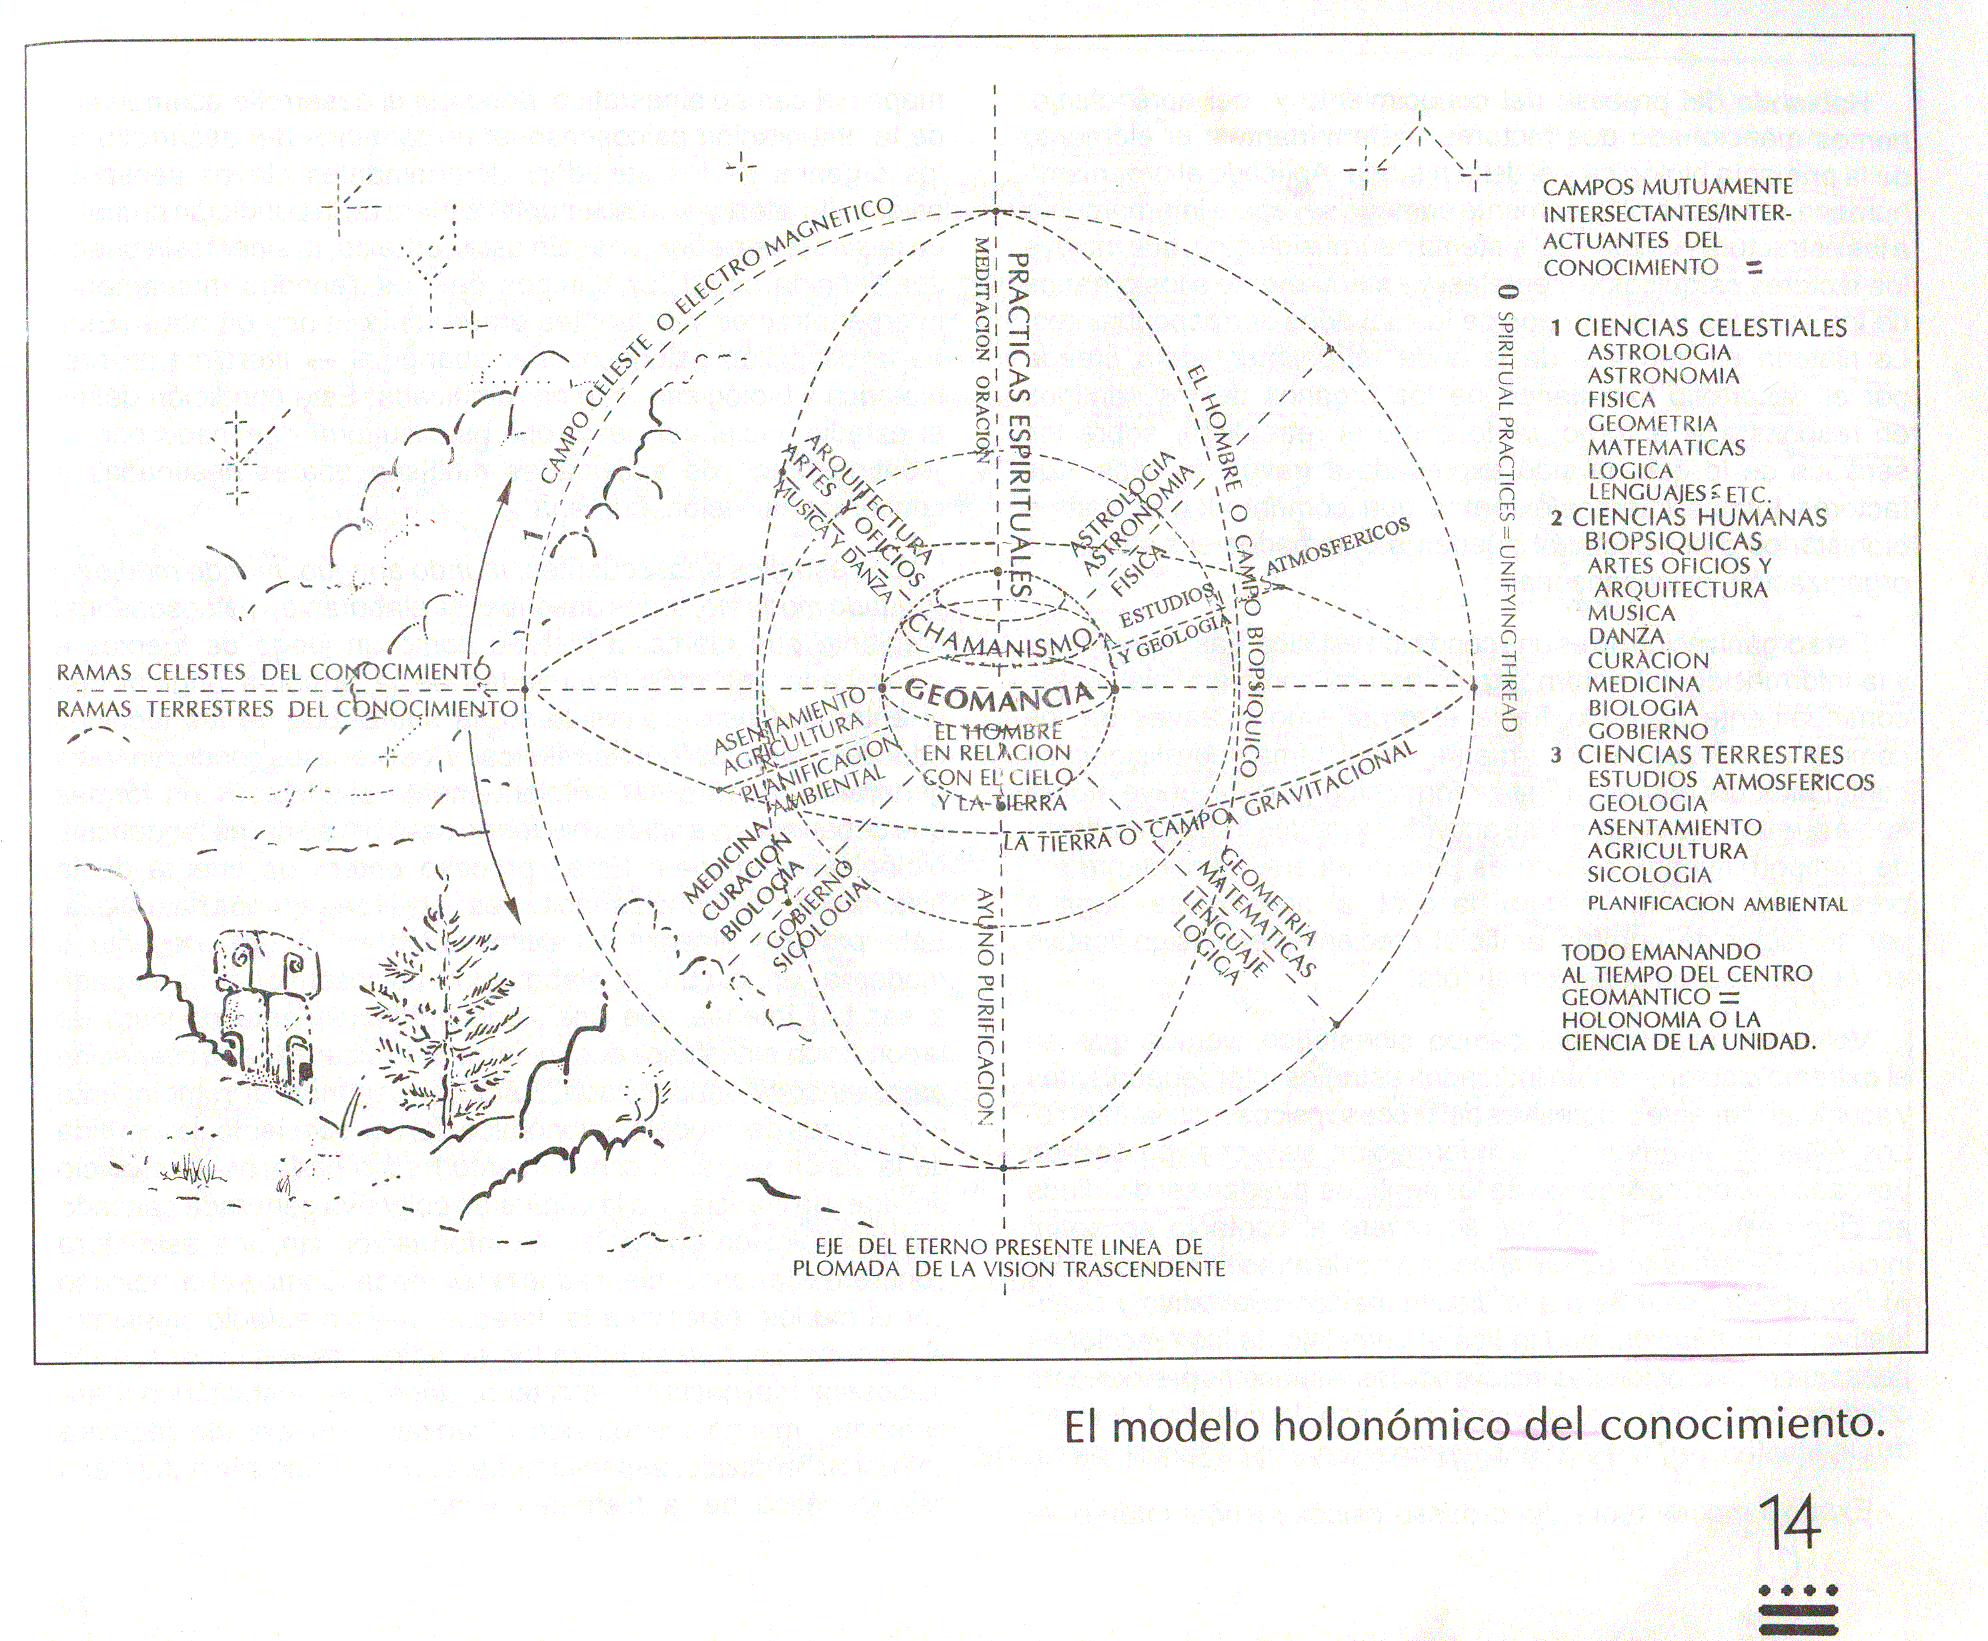 CAMPO CELESTE O ELECTRO MAGNETICO
1
MEDITACION ORACION
PRACTICAS ESPIRITUALES
EL HOMBRE O CAMPO BIOPSIQUICO
ARQUITECTURA
ARTES Y OFICIOS
MUSICA Y DANZA
ASTROLOGIA
ASTRONOMIA
FISICA
ESTUDIOS ATMOSFERICOS
Y GEOLOGIA
CHAMANISMO
GEOMANCIA
EL HOMBRE
EN RELACION
CON EL CIELO
Y LA TIERRA
RAMAS CELESTES DEL CONOCIMIENTO
RAMAS TERRESTRES DEL CONOCIMIENTO
ASENTAMIENTO
AGRICULTURA
PLANIFICACION
AMBIENTAL
MEDICINA
CURACION
BIOLOGIA
GOBIERNO
SICOLOGIA
LA TIERRA O CAMPO GRAVITACIONAL
GEOMETRIA
MATEMATICAS
LENGUAJE
LOGICA
AYUNO PURIFICACION
EJE DEL ETERNO PRESENTE LINEA DE
PLOMADA DE LA VISION TRASCENDENTE
0 SPIRITUAL PRACTICES = UNIFYING THREAD
CAMPOS MUTUAMENTE
INTERSECTANTES/INTER-
ACTUANTES DEL
CONOCIMIENTO =
1 CIENCIAS CELESTIALES
ASTROLOGIA
ASTRONOMIA
FISICA
GEOMETRIA
MATEMATICAS
LOGICA
LENGUAJES = ETC.
2 CIENCIAS HUMANAS
BIOPSIQUICAS
ARTES OFICIOS Y
ARQUITECTURA
MUSICA
DANZA
CURACION
MEDICINA
BIOLOGIA
GOBIERNO
3 CIENCIAS TERRESTRES
ESTUDIOS ATMOSFERICOS
GEOLOGIA
ASENTAMIENTO
AGRICULTURA
SICOLOGIA
PLANIFICACION AMBIENTAL
TODO EMANANDO
AL TIEMPO DEL CENTRO
GEOMANTICO =
HOLONOMIA O LA
CIENCIA DE LA UNIDAD.
El modelo holonómico del conocimiento.
14